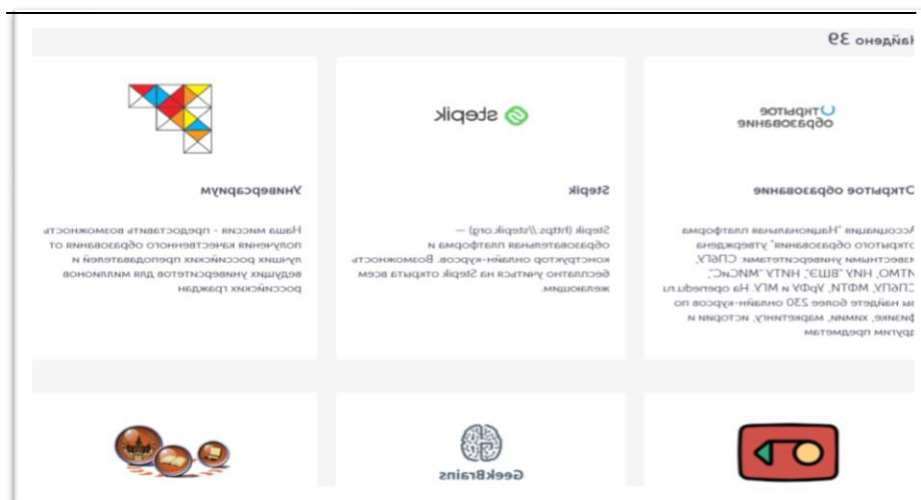 Найдено 39
Открытое
образование
Открытое образование
Ассоциация "Национальная платформа
открытого образования" утверждена
известными университетами: СПбГУ,
ИТМО, НИУ "ВШЭ", НИТУ "МИСиС",
СПбПУ, МФТИ, УрФУ и МГУ. На openedu.ru
вы найдете более 230 онлайн-курсов по
физике, химии, маркетингу, истории и
другим предметам
stepik
Stepik
Stepik (https://stepik.org) —
образовательная платформа и
конструктор онлайн-курсов. Возможность
бесплатно учиться на Stepik открыта всем
желающим.
Универсариум
Наша миссия - предоставить возможность
получения качественного образования от
лучших российских преподавателей и
ведущих университетов для миллионов
российских граждан
GeekBrains